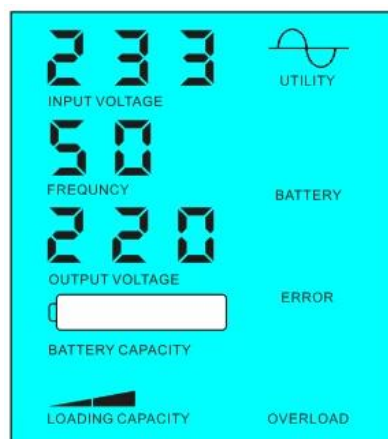 233
INPUT VOLTAGE
UTILITY
50
FREQUNCY
BATTERY
220
OUTPUT VOLTAGE
ERROR
BATTERY CAPACITY
LOADING CAPACITY
OVERLOAD